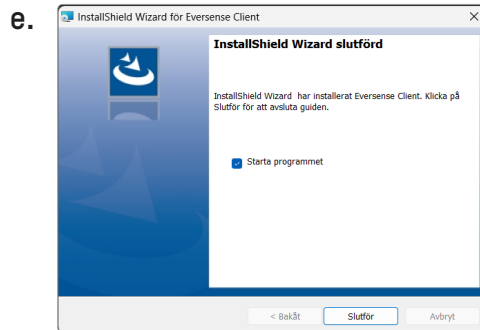 e.
InstallShield Wizard för Eversense Client
InstallShield Wizard slutförd
InstallShield Wizard har installerat Eversense Client. Klicka på
Slutför för att avsluta guiden.
Starta programmet
< Bakåt
Slutför
Avbryt